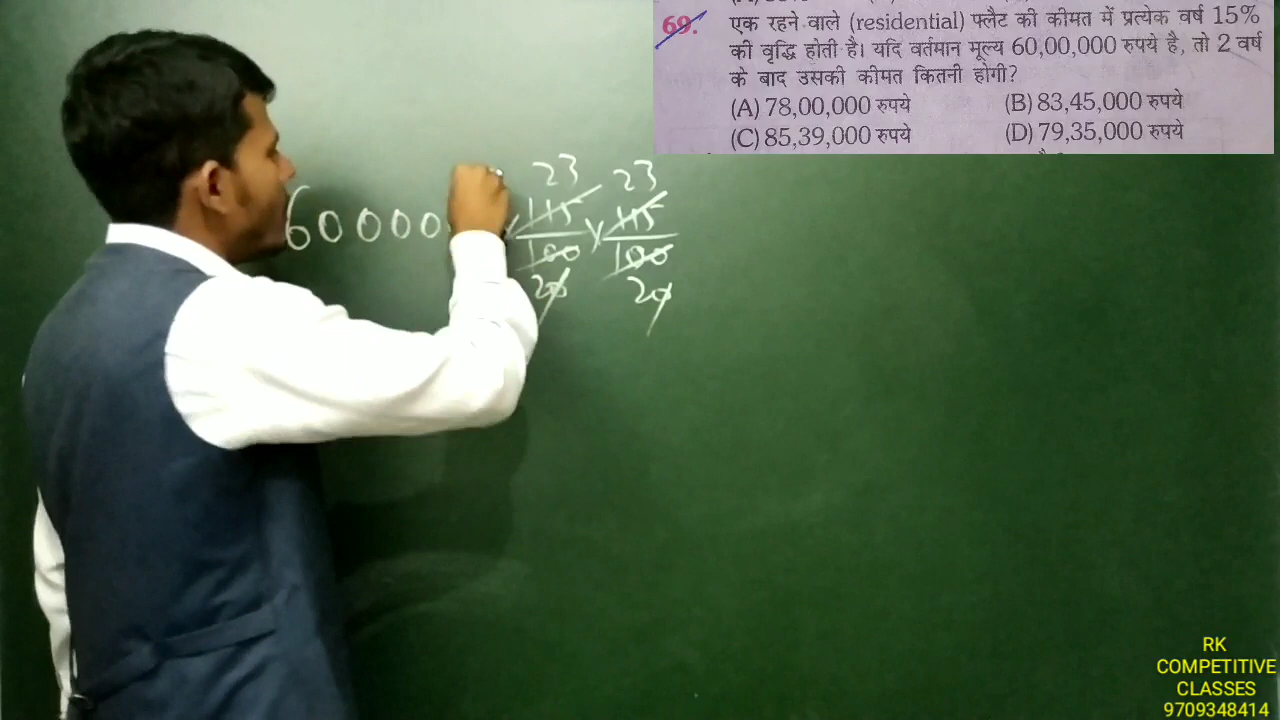 69. एक रहने वाले (residential) फ्लैट की कीमत में प्रत्येक वर्ष 15%
की वृद्धि होती है। यदि वर्तमान मूल्य 60,00,000 रुपये है, तो 2 वर्ष
के बाद उसकी कीमत कितनी होगी?
(A) 78,00,000 रुपये (B) 83,45,000 रुपये
(C) 85,39,000 रुपये (D) 79,35,000 रुपये
23 23
60000 115 × 115
100 100
20 20
RK
COMPETITIVE
CLASSES
9709348414